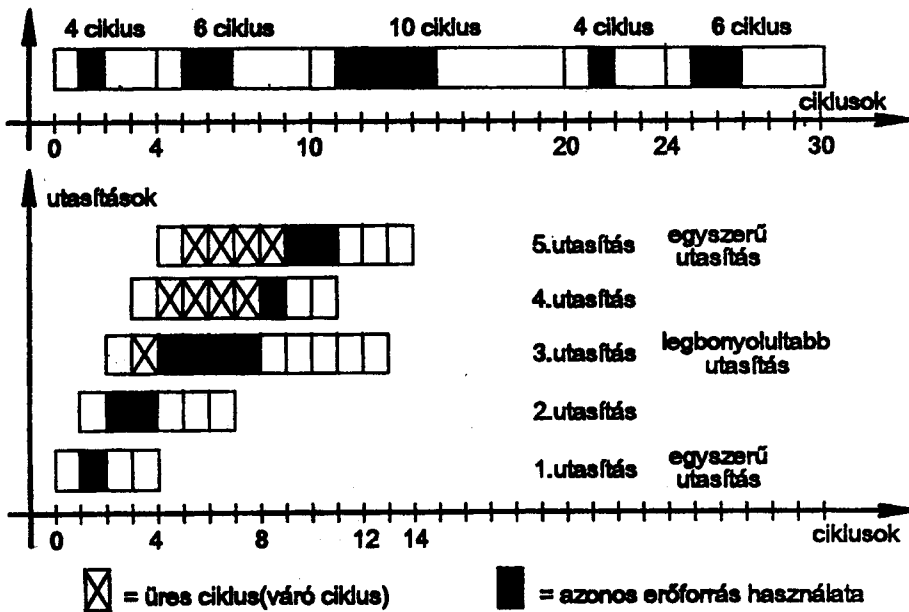 4 ciklus 6 ciklus 10 ciklus 4 ciklus 6 ciklus
ciklusok
0 4 10 20 24 30
utasítások
5.utasítás egyszerű
utasítás
4.utasítás
3.utasítás legbonyolultabb
utasítás
2.utasítás
1.utasítás egyszerű
utasítás
0 4 8 12 14 ciklusok
= üres ciklus(váró ciklus) = azonos erőforrás használata